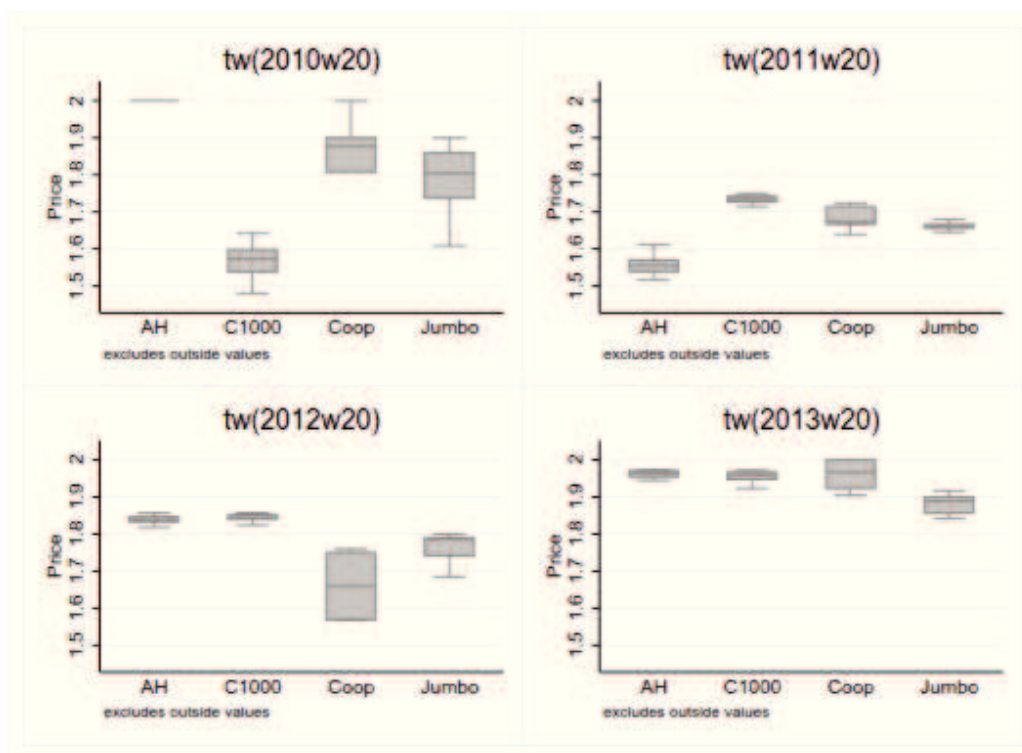 tw(2010w20)
Price
2
1.9
1.8
1.7
1.6
1.5
AH C1000 Coop Jumbo
excludes outside values
tw(2011w20)
Price
2
1.9
1.8
1.7
1.6
1.5
AH C1000 Coop Jumbo
excludes outside values
tw(2012w20)
Price
2
1.9
1.8
1.7
1.6
1.5
AH C1000 Coop Jumbo
excludes outside values
tw(2013w20)
Price
2
1.9
1.8
1.7
1.6
1.5
AH C1000 Coop Jumbo
excludes outside values